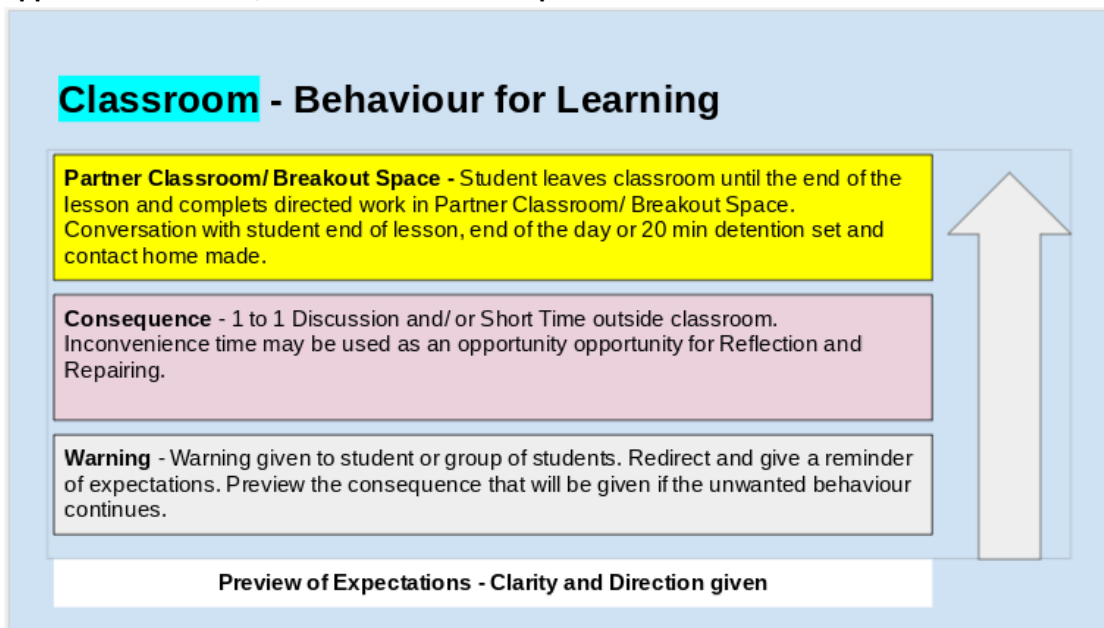 Classroom - Behaviour for Learning
Partner Classroom/ Breakout Space - Student leaves classroom until the end of the
lesson and complets directed work in Partner Classroom/ Breakout Space.
Conversation with student end of lesson, end of the day or 20 min detention set and
contact home made.
Consequence - 1 to 1 Discussion and/ or Short Time outside classroom.
Inconvenience time may be used as an opportunity opportunity for Reflection and
Repairing.
Warning - Warning given to student or group of students. Redirect and give a reminder
of expectations. Preview the consequence that will be given if the unwanted behaviour
continues.
Preview of Expectations - Clarity and Direction given